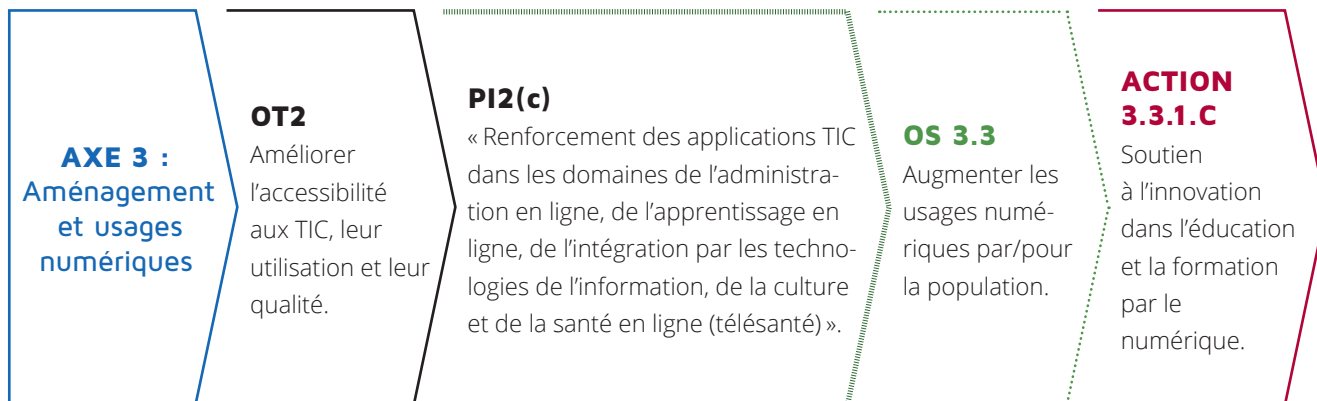 AXE 3 :
Aménagement
et usages
numériques
OT2
Améliorer
l’accessibilité
aux TIC, leur
utilisation et leur
qualité.
PI2(c)
« Renforcement des applications TIC
dans les domaines de l’administra-
tion en ligne, de l’apprentissage en
ligne, de l’intégration par les techno-
logies de l’information, de la culture
et de la santé en ligne (télésanté) ».
OS 3.3
Augmenter les
usages numé-
riques par/pour
la population.
ACTION
3.3.1.C
Soutien
à l’innovation
dans l’éducation
et la formation
par le
numérique.